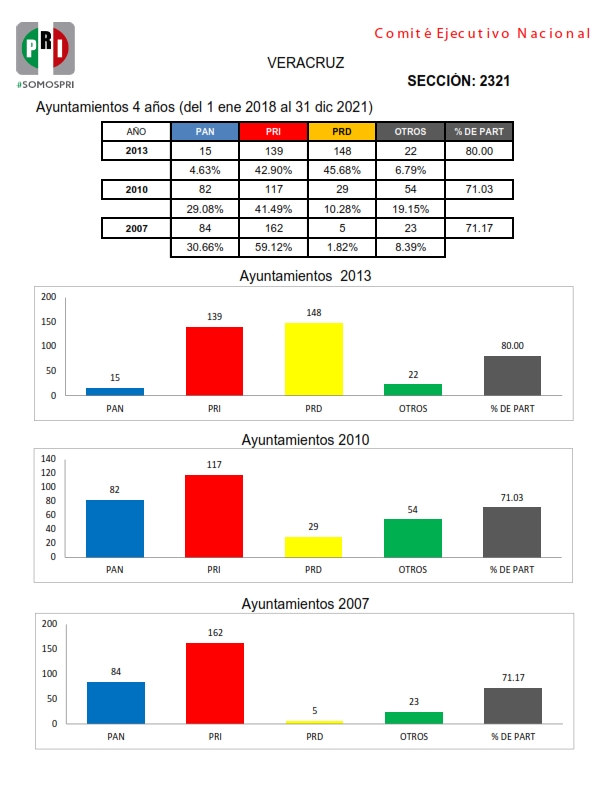 Comité Ejecutivo Nacional
PRI
#SOMOSPRI
VERACRUZ
SECCIÓN: 2321
Ayuntamientos 4 años (del 1 ene 2018 al 31 dic 2021)
AÑO PAN PRI PRD OTROS % DE PART
2013 15 139 148 22 80.00
4.63% 42.90% 45.68% 6.79%
2010 82 117 29 54 71.03
29.08% 41.49% 10.28% 19.15%
2007 84 162 5 23 71.17
30.66% 59.12% 1.82% 8.39%
Ayuntamientos 2013
200
150
100
50
0
15 139 148 22 80.00
PAN PRI PRD OTROS % DE PART
Ayuntamientos 2010
140
120
100
80
60
40
20
0
82 117 29 54 71.03
PAN PRI PRD OTROS % DE PART
Ayuntamientos 2007
200
150
100
50
0
84 162 5 23 71.17
PAN PRI PRD OTROS % DE PART